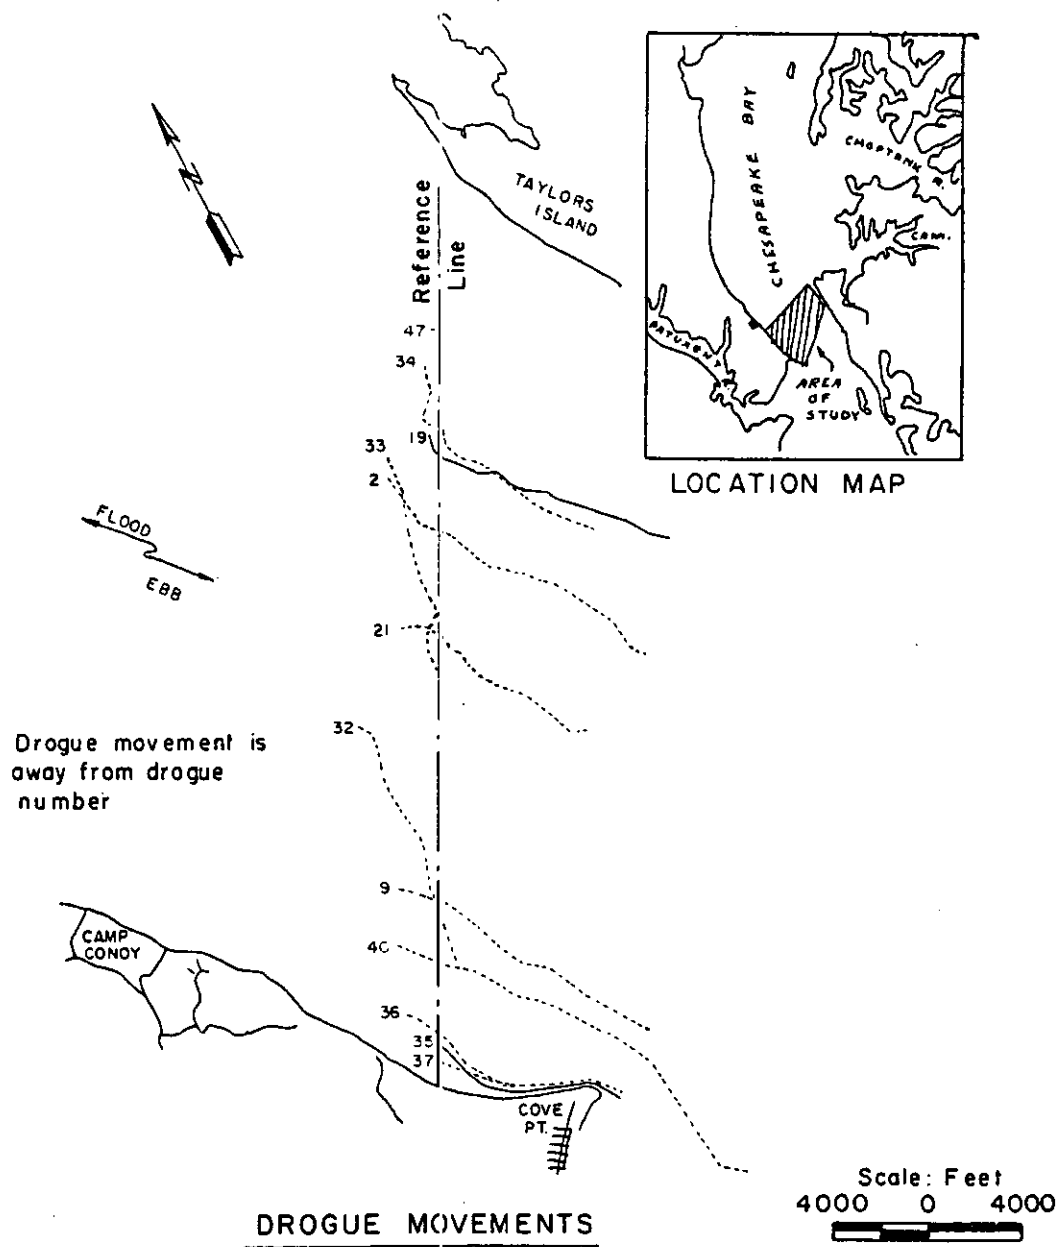 TAYLORS
ISLAND
Reference
Line
47
34
19
33
2
FLOOD
EBB
21
32
Drogue movement is
away from drogue
number
9
40
CAMP
CONOY
36
35
37
COVE
PT.
N
CHESAPEAKE BAY
CHOPTANK R.
CAM.
PATUXENT R.
AREA
OF
STUDY
LOCATION MAP
Scale: Feet
4000 0 4000
DROGUE MOVEMENTS